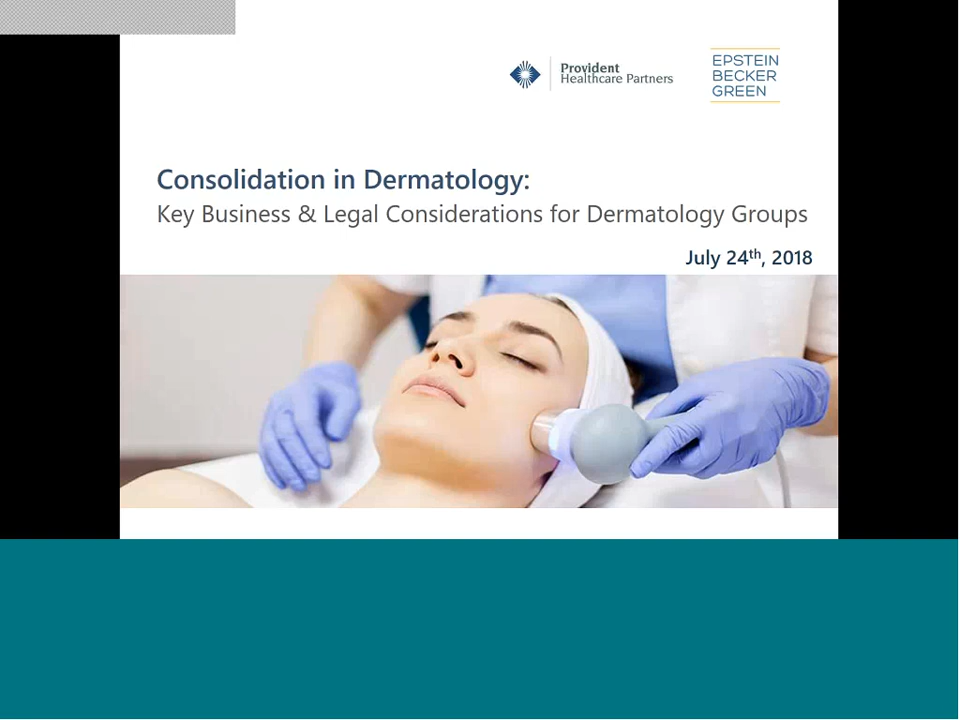 Provident
Healthcare Partners
EPSTEIN
BECKER
GREEN
Consolidation in Dermatology:
Key Business & Legal Considerations for Dermatology Groups
July 24th, 2018